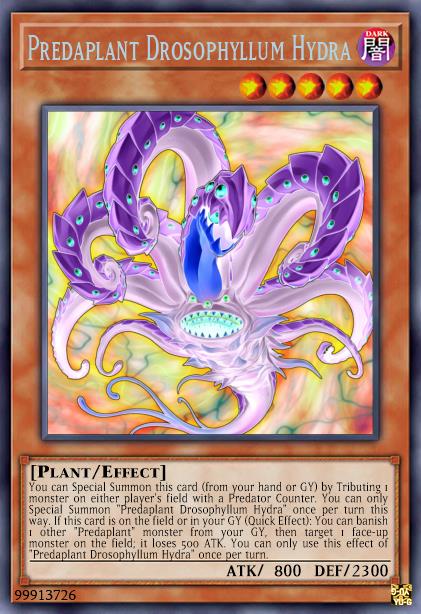 PREDAPLANT DROSOPHYLLUM HYDRA
DARK
闇
[PLANT/EFFECT]
You can Special Summon this card (from your hand or GY) by Tributing 1
monster on either player's field with a Predator Counter. You can only
Special Summon "Predaplant Drosophyllum Hydra" once per turn this
way. If this card is on the field or in your GY (Quick Effect): You can banish
1 other "Predaplant" monster from your GY, then target 1 face-up
monster on the field; it loses 500 ATK. You can only use this effect of
"Predaplant Drosophyllum Hydra" once per turn.
ATK/ 800 DEF/2300
99913726